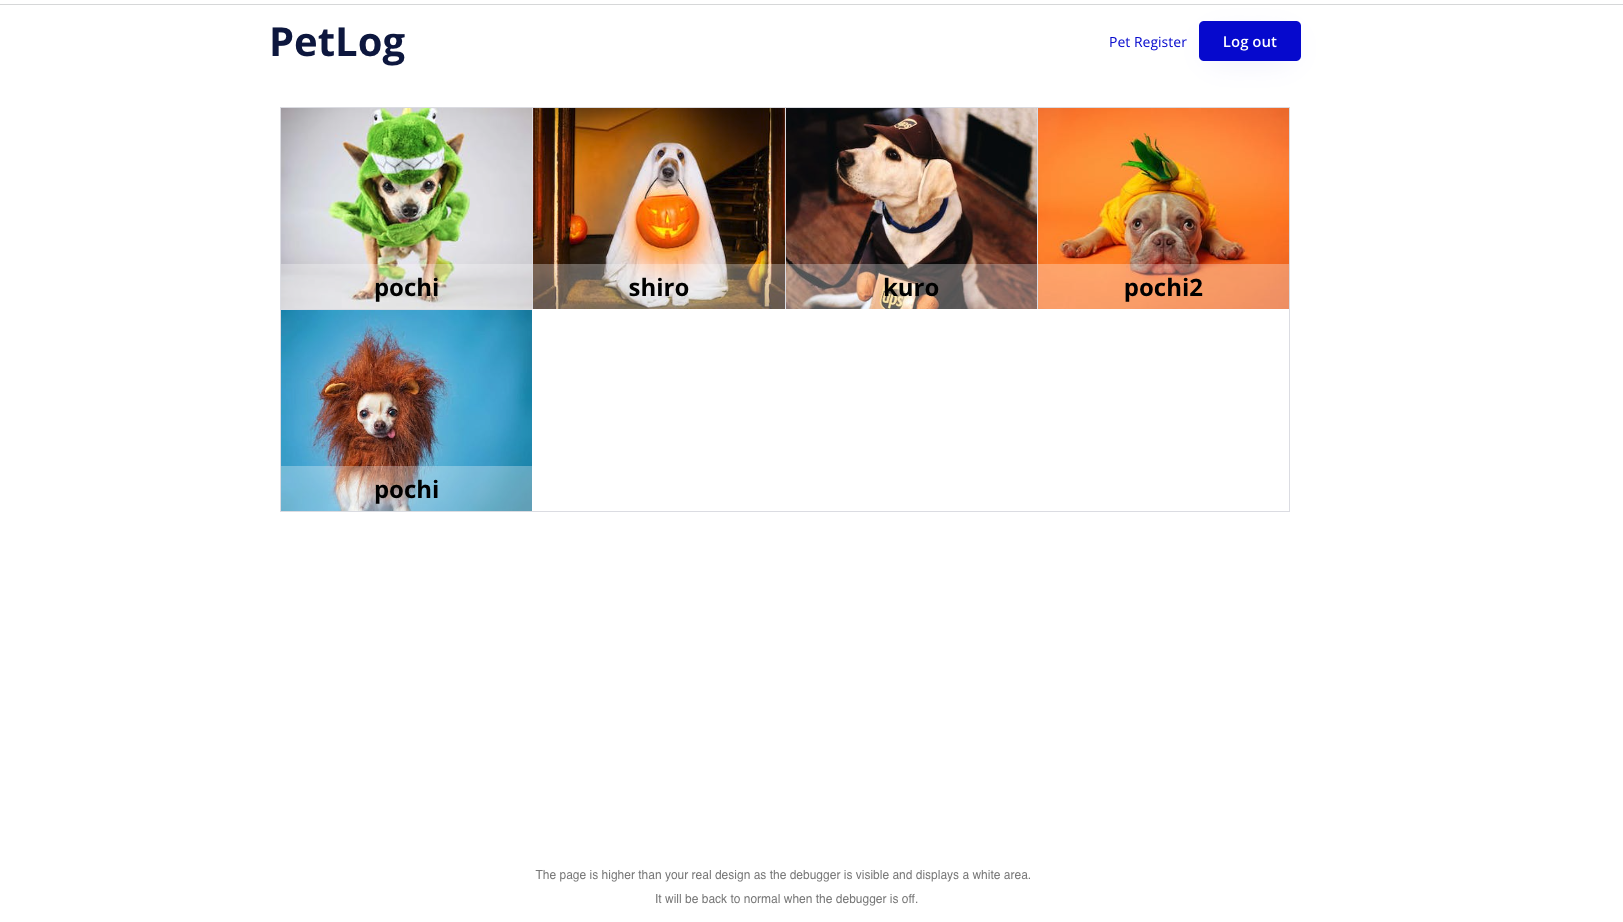 PetLog
Pet Register
Log out
pochi
shiro
kuro
pochi2
ups
pochi
The page is higher than your real design as the debugger is visible and displays a white area.
It will be back to normal when the debugger is off.